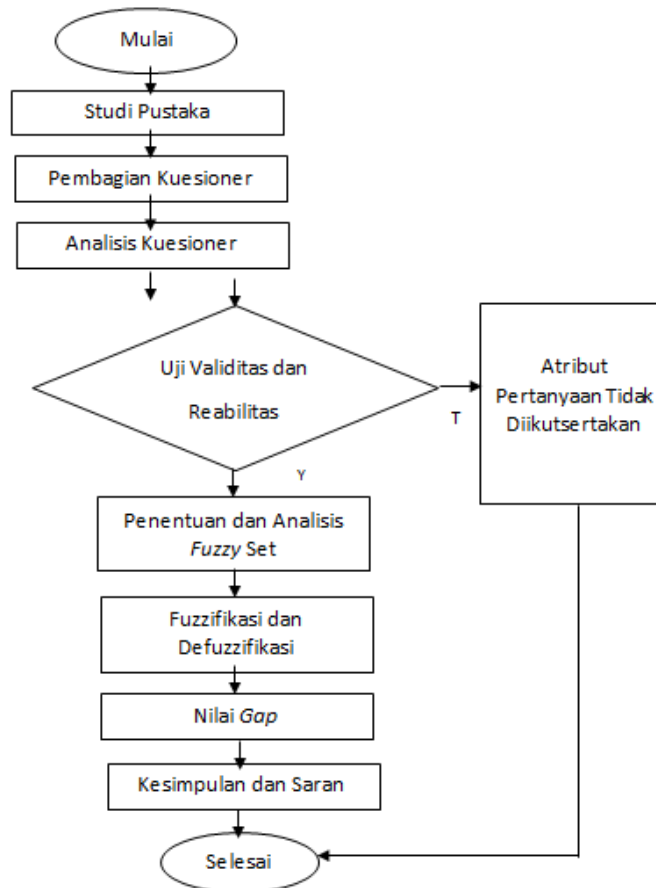 Mulai
Studi Pustaka
Pembagian Kuesioner
Analisis Kuesioner
Uji Validitas dan
Reabilitas
T
Atribut
Pertanyaan Tidak
Diikutsertakan
Y
Penentuan dan Analisis
Fuzzy Set
Fuzzifikasi dan
Defuzzifikasi
Nilai Gap
Kesimpulan dan Saran
Selesai